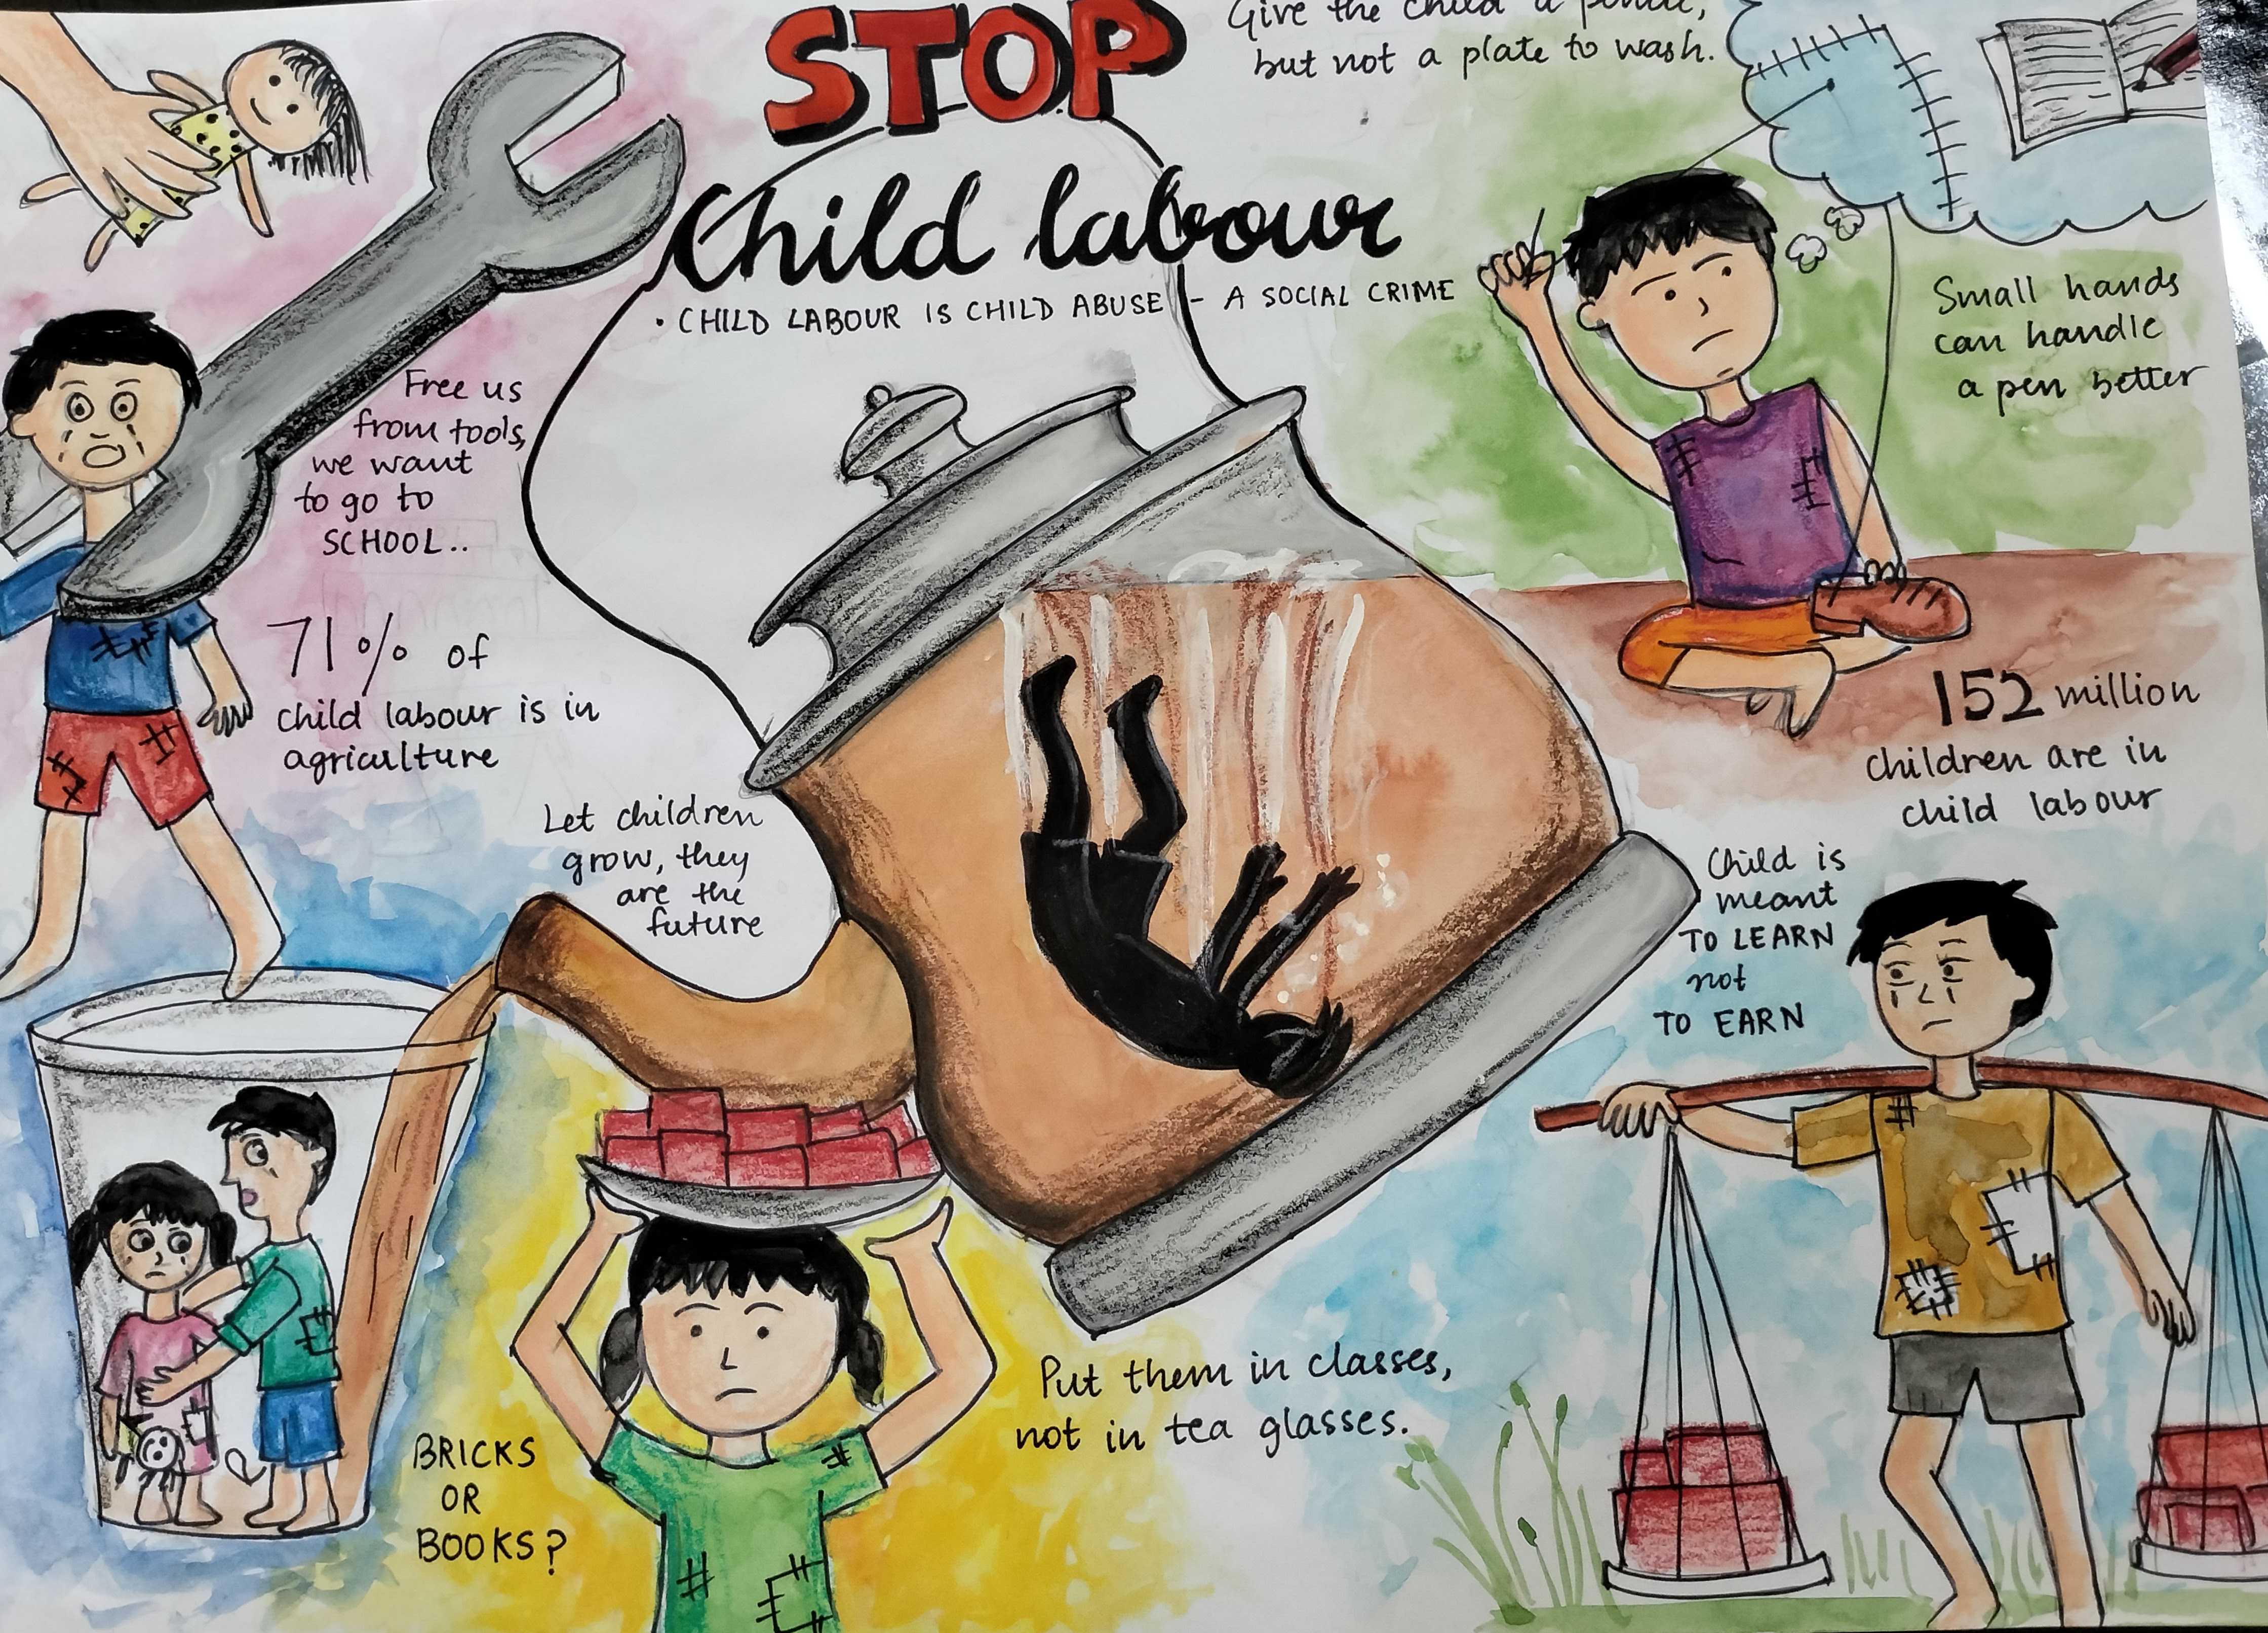 STOP
Child labour
• CHILD LABOUR IS CHILD ABUSE - A SOCIAL CRIME
Give the child a pencil,
but not a plate to wash.
Small hands
can handle
a pen better
Free us
from tools,
we want
to go to
SCHOOL..
71% of
child labour is in
agriculture
Let children
grow, they
are the
future
152 million
children are in
child labour
Child is
meant
TO LEARN
not
TO EARN
Put them in classes,
not in tea glasses.
BRICKS
OR
BOOKS?